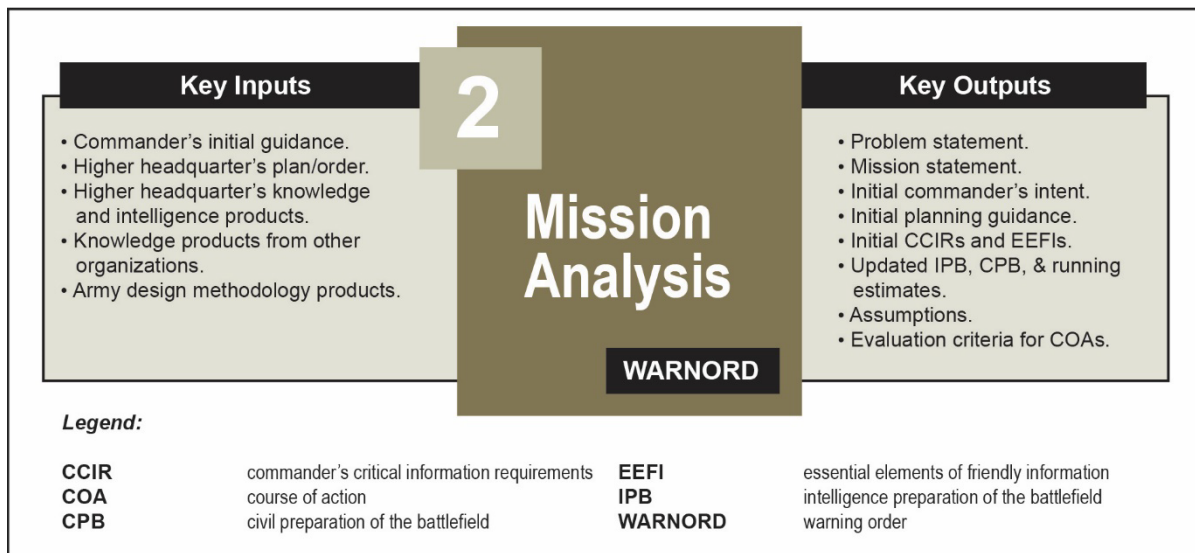 Key Inputs
• Commander’s initial guidance.
• Higher headquarter’s plan/order.
• Higher headquarter’s knowledge
and intelligence products.
• Knowledge products from other
organizations.
• Army design methodology products.
2
Mission
Analysis
WARNORD
Key Outputs
• Problem statement.
• Mission statement.
• Initial commander’s intent.
• Initial planning guidance.
• Initial CCIRs and EEFIs.
• Updated IPB, CPB, & running
estimates.
• Assumptions.
• Evaluation criteria for COAs.
Legend:
CCIR commander’s critical information requirements
COA course of action
CPB civil preparation of the battlefield
EEFI essential elements of friendly information
IPB intelligence preparation of the battlefield
WARNORD warning order